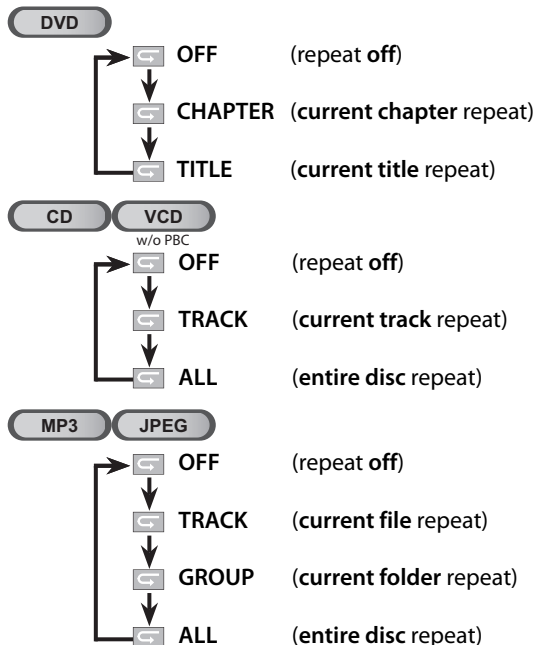 DVD
OFF (repeat off)
CHAPTER (current chapter repeat)
TITLE (current title repeat)
CD VCD
w/o PBC
OFF (repeat off)
TRACK (current track repeat)
ALL (entire disc repeat)
MP3 JPEG
OFF (repeat off)
TRACK (current file repeat)
GROUP (current folder repeat)
ALL (entire disc repeat)